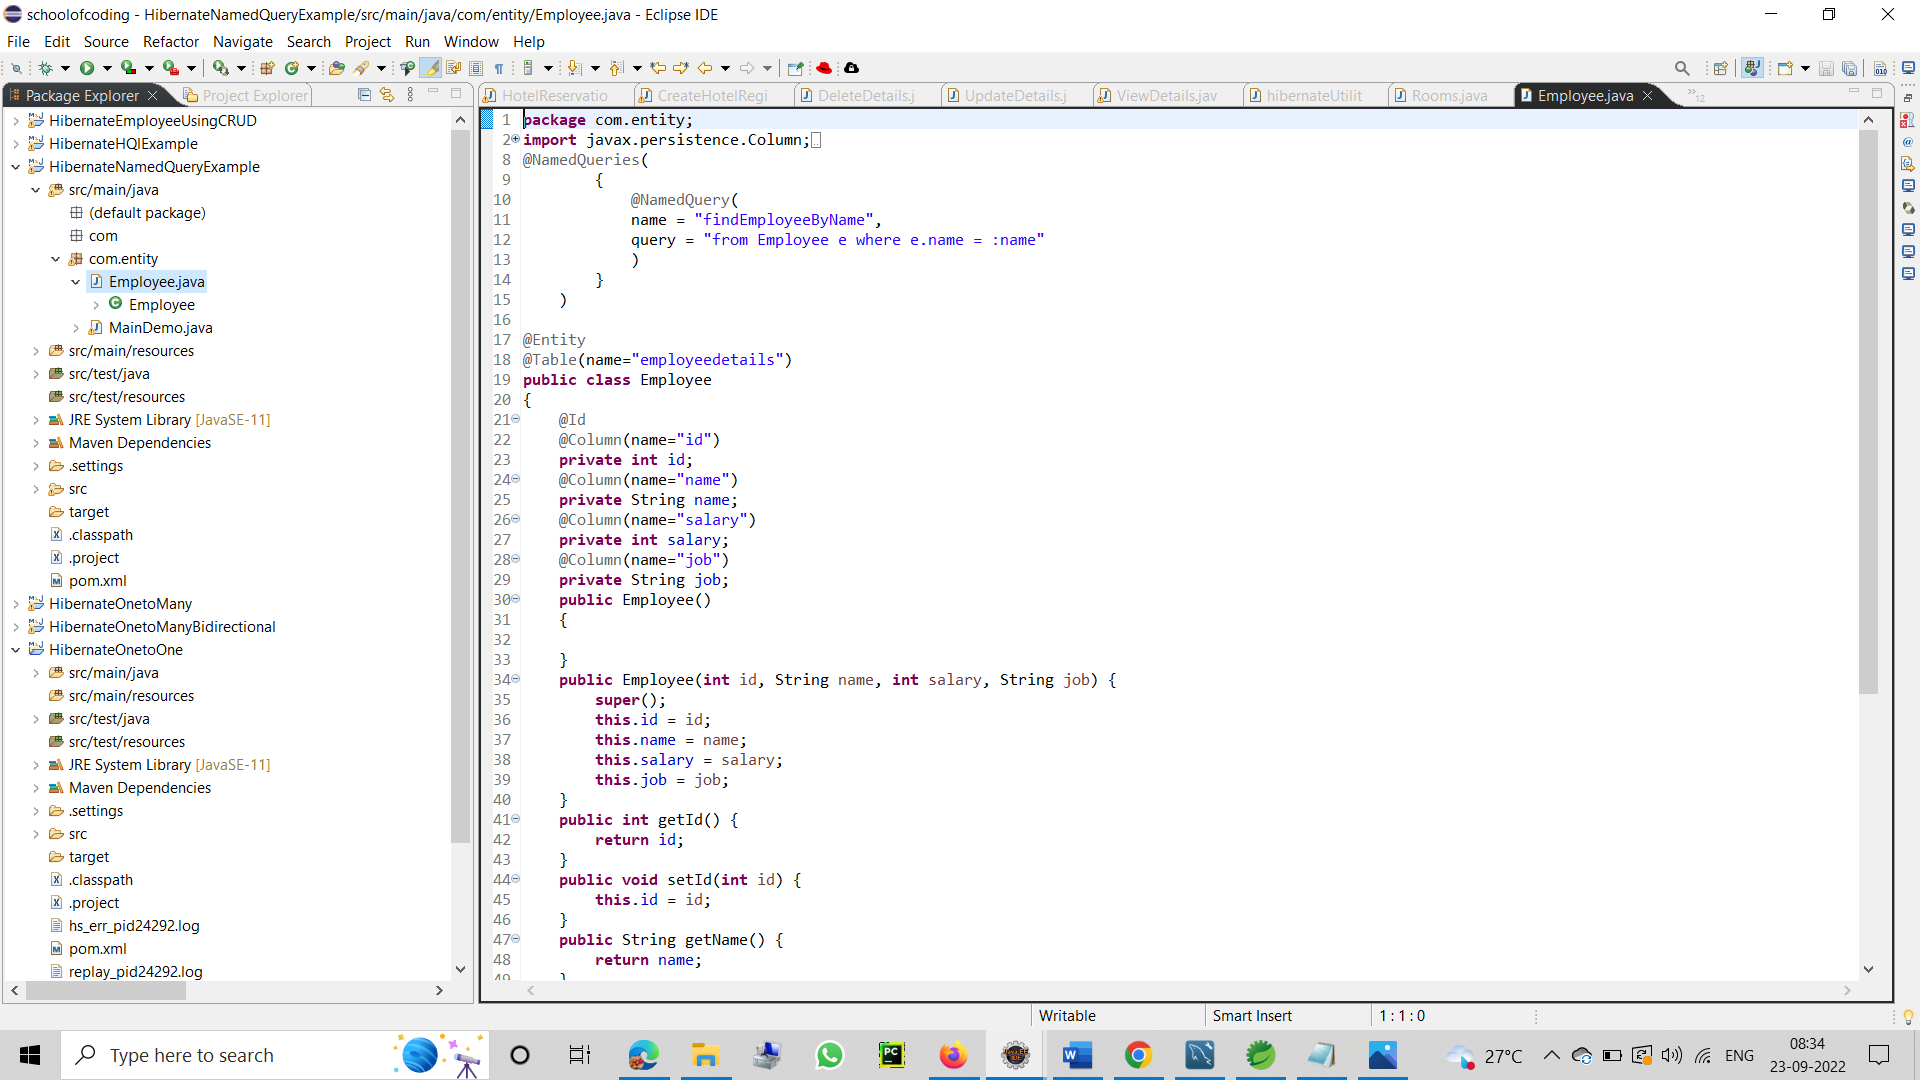 schoolofcoding - HibernateNamedQueryExample/src/main/java/com/entity/Employee.java - Eclipse IDE
File Edit Source Refactor Navigate Search Project Run Window Help
Package Explorer Project Explorer
HibernateEmployeeUsingCRUD
HibernateHQlExample
HibernateNamedQueryExample
src/main/java
(default package)
com
com.entity
Employee.java
Employee
MainDemo.java
src/main/resources
src/test/java
src/test/resources
JRE System Library [JavaSE-11]
Maven Dependencies
.settings
src
target
.classpath
.project
pom.xml
HibernateOnetoMany
HibernateOnetoManyBidirectional
HibernateOnetoOne
src/main/java
src/main/resources
src/test/java
src/test/resources
JRE System Library [JavaSE-11]
Maven Dependencies
.settings
src
target
.classpath
.project
hs_err_pid24292.log
pom.xml
replay_pid24292.log
HotelReservatio CreateHotelRegi DeleteDetails.j UpdateDetails.j ViewDetails.jav hibernateUtilit Rooms.java Employee.java 12
1 package com.entity;
2 import javax.persistence.Column;
8 @NamedQueries(
9 {
10 @NamedQuery(
11 name = "findEmployeeByName",
12 query = "from Employee e where e.name = :name"
13 )
14 }
15 )
16
17 @Entity
18 @Table(name="employeedetails")
19 public class Employee
20 {
21 @Id
22 @Column(name="id")
23 private int id;
24 @Column(name="name")
25 private String name;
26 @Column(name="salary")
27 private int salary;
28 @Column(name="job")
29 private String job;
30 public Employee()
31 {
32
33 }
34 public Employee(int id, String name, int salary, String job) {
35 super();
36 this.id = id;
37 this.name = name;
38 this.salary = salary;
39 this.job = job;
40 }
41 public int getId() {
42 return id;
43 }
44 public void setId(int id) {
45 this.id = id;
46 }
47 public String getName() {
48 return name;
49 }
Writable Smart Insert 1 : 1 : 0
Type here to search
27°C ENG
08:34
23-09-2022